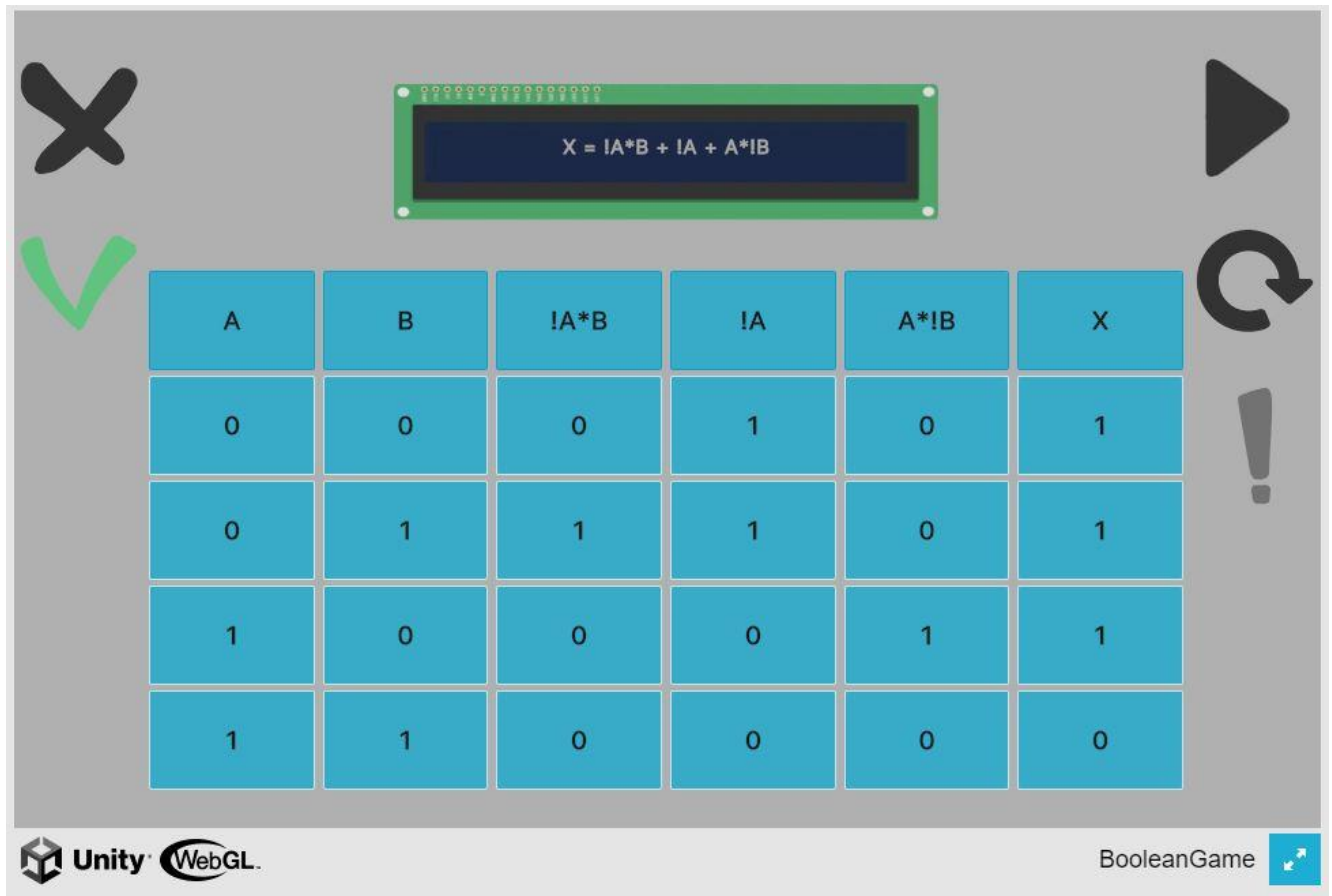 X = !A*B + !A + A*!B
A B !A*B !A A*!B X
0 0 0 1 0 1
0 1 1 1 0 1
1 0 0 0 1 1
1 1 0 0 0 0
Unity WebGL BooleanGame